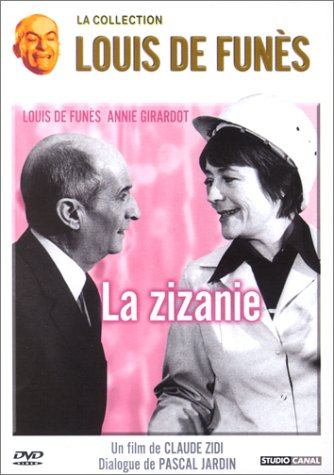 LA COLLECTION
LOUIS DE FUNÈS
LOUIS DE FUNÈS ANNIE GIRARDOT
La zizanie
Un film de CLAUDE ZIDI
Dialogue de PASCAL JARDIN
DVD
VIDEO
STUDIO CANAL